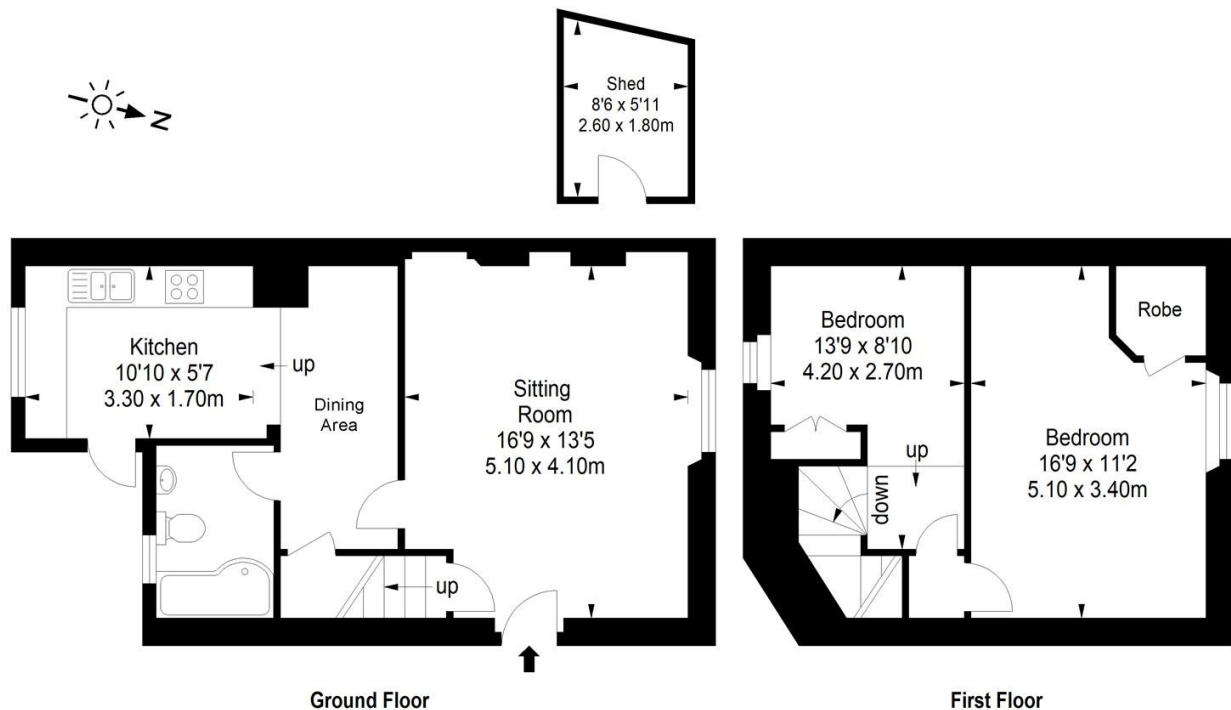 Shed
8'6 x 5'11
2.60 x 1.80m
N
Kitchen
10'10 x 5'7
3.30 x 1.70m
up
Dining
Area
Sitting
Room
16'9 x 13'5
5.10 x 4.10m
up
Bedroom
13'9 x 8'10
4.20 x 2.70m
up
down
Robe
Bedroom
16'9 x 11'2
5.10 x 3.40m
Ground Floor
First Floor